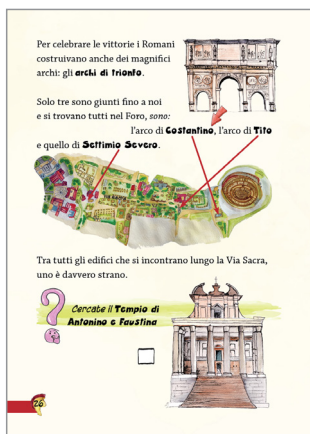 Per celebrare le vittorie i Romani
costruivano anche dei magnifici
archi: gli archi di trionfo.
Solo tre sono giunti fino a noi
e si trovano tutti nel Foro, sono:
l'arco di Costantino, l'arco di Tito
e quello di Settimio Severo.
VIA SACRA
Tra tutti gli edifici che si incontrano lungo la Via Sacra,
uno è davvero strano.
?
Cercate il Tempio di
Antonino e Faustina
26